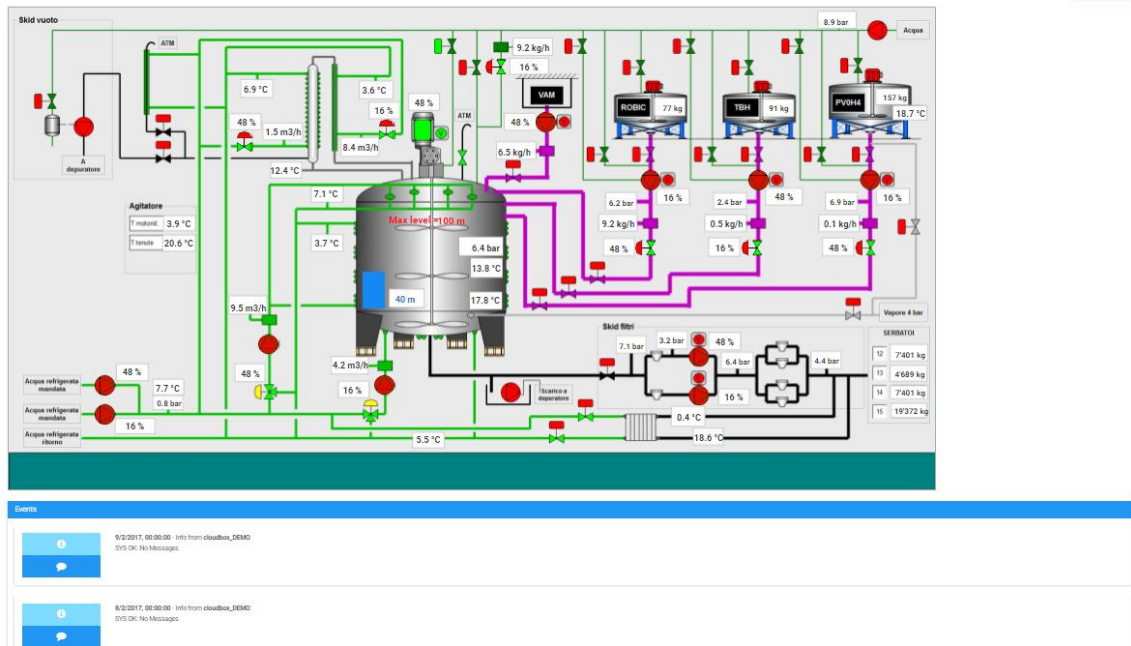 Skid vuoto
ATM
A
depuratore
6.9 °C
3.6 °C
48 %
1.5 m3/h
16 %
8.4 m3/h
12.4 °C
48 %
V
ATM
9.2 kg/h
16 %
VAM
48 %
6.5 kg/h
8.9 bar
Acqua
ROBIC
77 kg
TBH
91 kg
PV0H4
157 kg
18.7 °C
16 %
48 %
16 %
6.2 bar
2.4 bar
6.9 bar
9.2 kg/h
0.5 kg/h
0.1 kg/h
48 %
16 %
48 %
Agitatore
3.9 °C
20.6 °C
7.1 °C
3.7 °C
Max level =100 m
6.4 bar
13.8 °C
17.8 °C
40 m
9.5 m3/h
48 %
4.2 m3/h
16 %
Vapore 4 bar
Skid filtri
7.1 bar
3.2 bar
48 %
6.4 bar
4.4 bar
16 %
Scarico a
depuratore
SERBATOI
12 7'401 kg
13 4'689 kg
14 7'401 kg
15 19'372 kg
Acqua refrigerata
mandata
48 %
7.7 °C
0.8 bar
Acqua refrigerata
mandata
16 %
Acqua refrigerata
ritorno
5.5 °C
0.4 °C
18.6 °C
Events
9/2/2017, 00:00:00 - Info from cloudbox_DEMO
SYS OK: No Messages
8/2/2017, 00:00:00 - Info from cloudbox_DEMO
SYS OK: No Messages